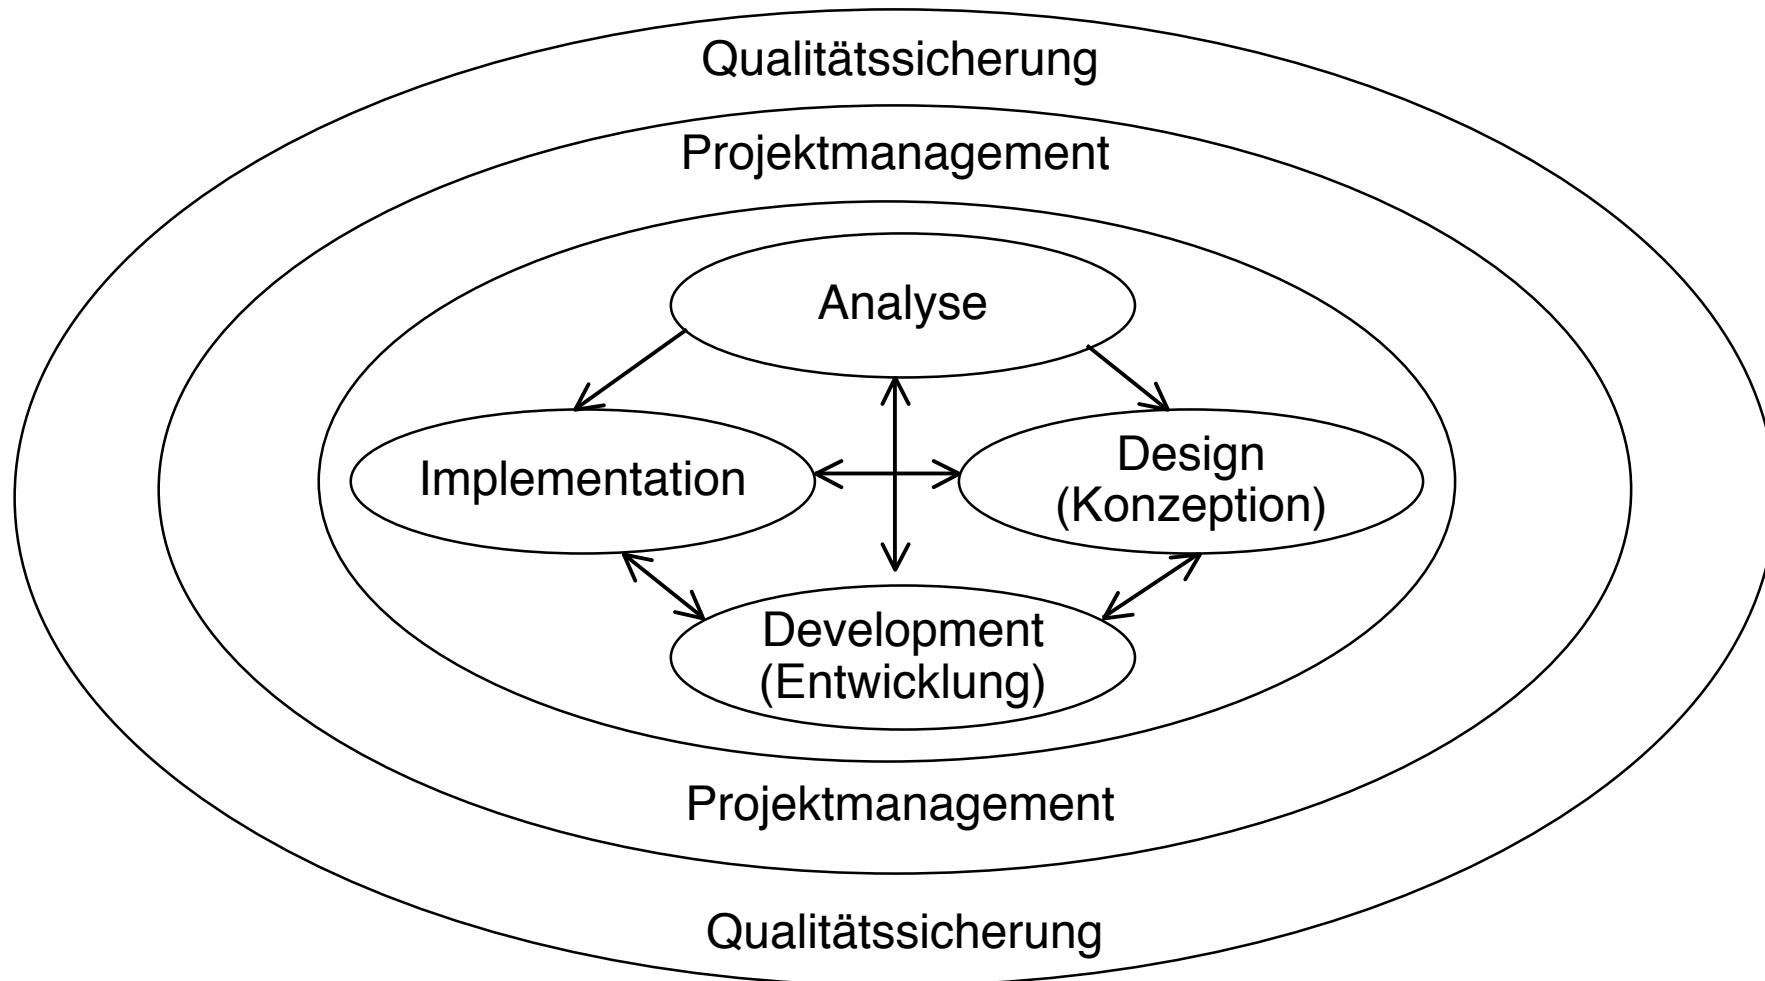 Qualitätssicherung
Projektmanagement
Analyse
Implementation
Design
(Konzeption)
Development
(Entwicklung)
Projektmanagement
Qualitätssicherung